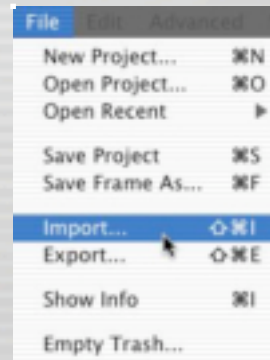 File Edit Advanced
New Project... ⌘N
Open Project... ⌘O
Open Recent ▶
Save Project ⌘S
Save Frame As... ⌘F
Import... ⇧⌘I
Export... ⇧⌘E
Show Info ⌘I
Empty Trash...